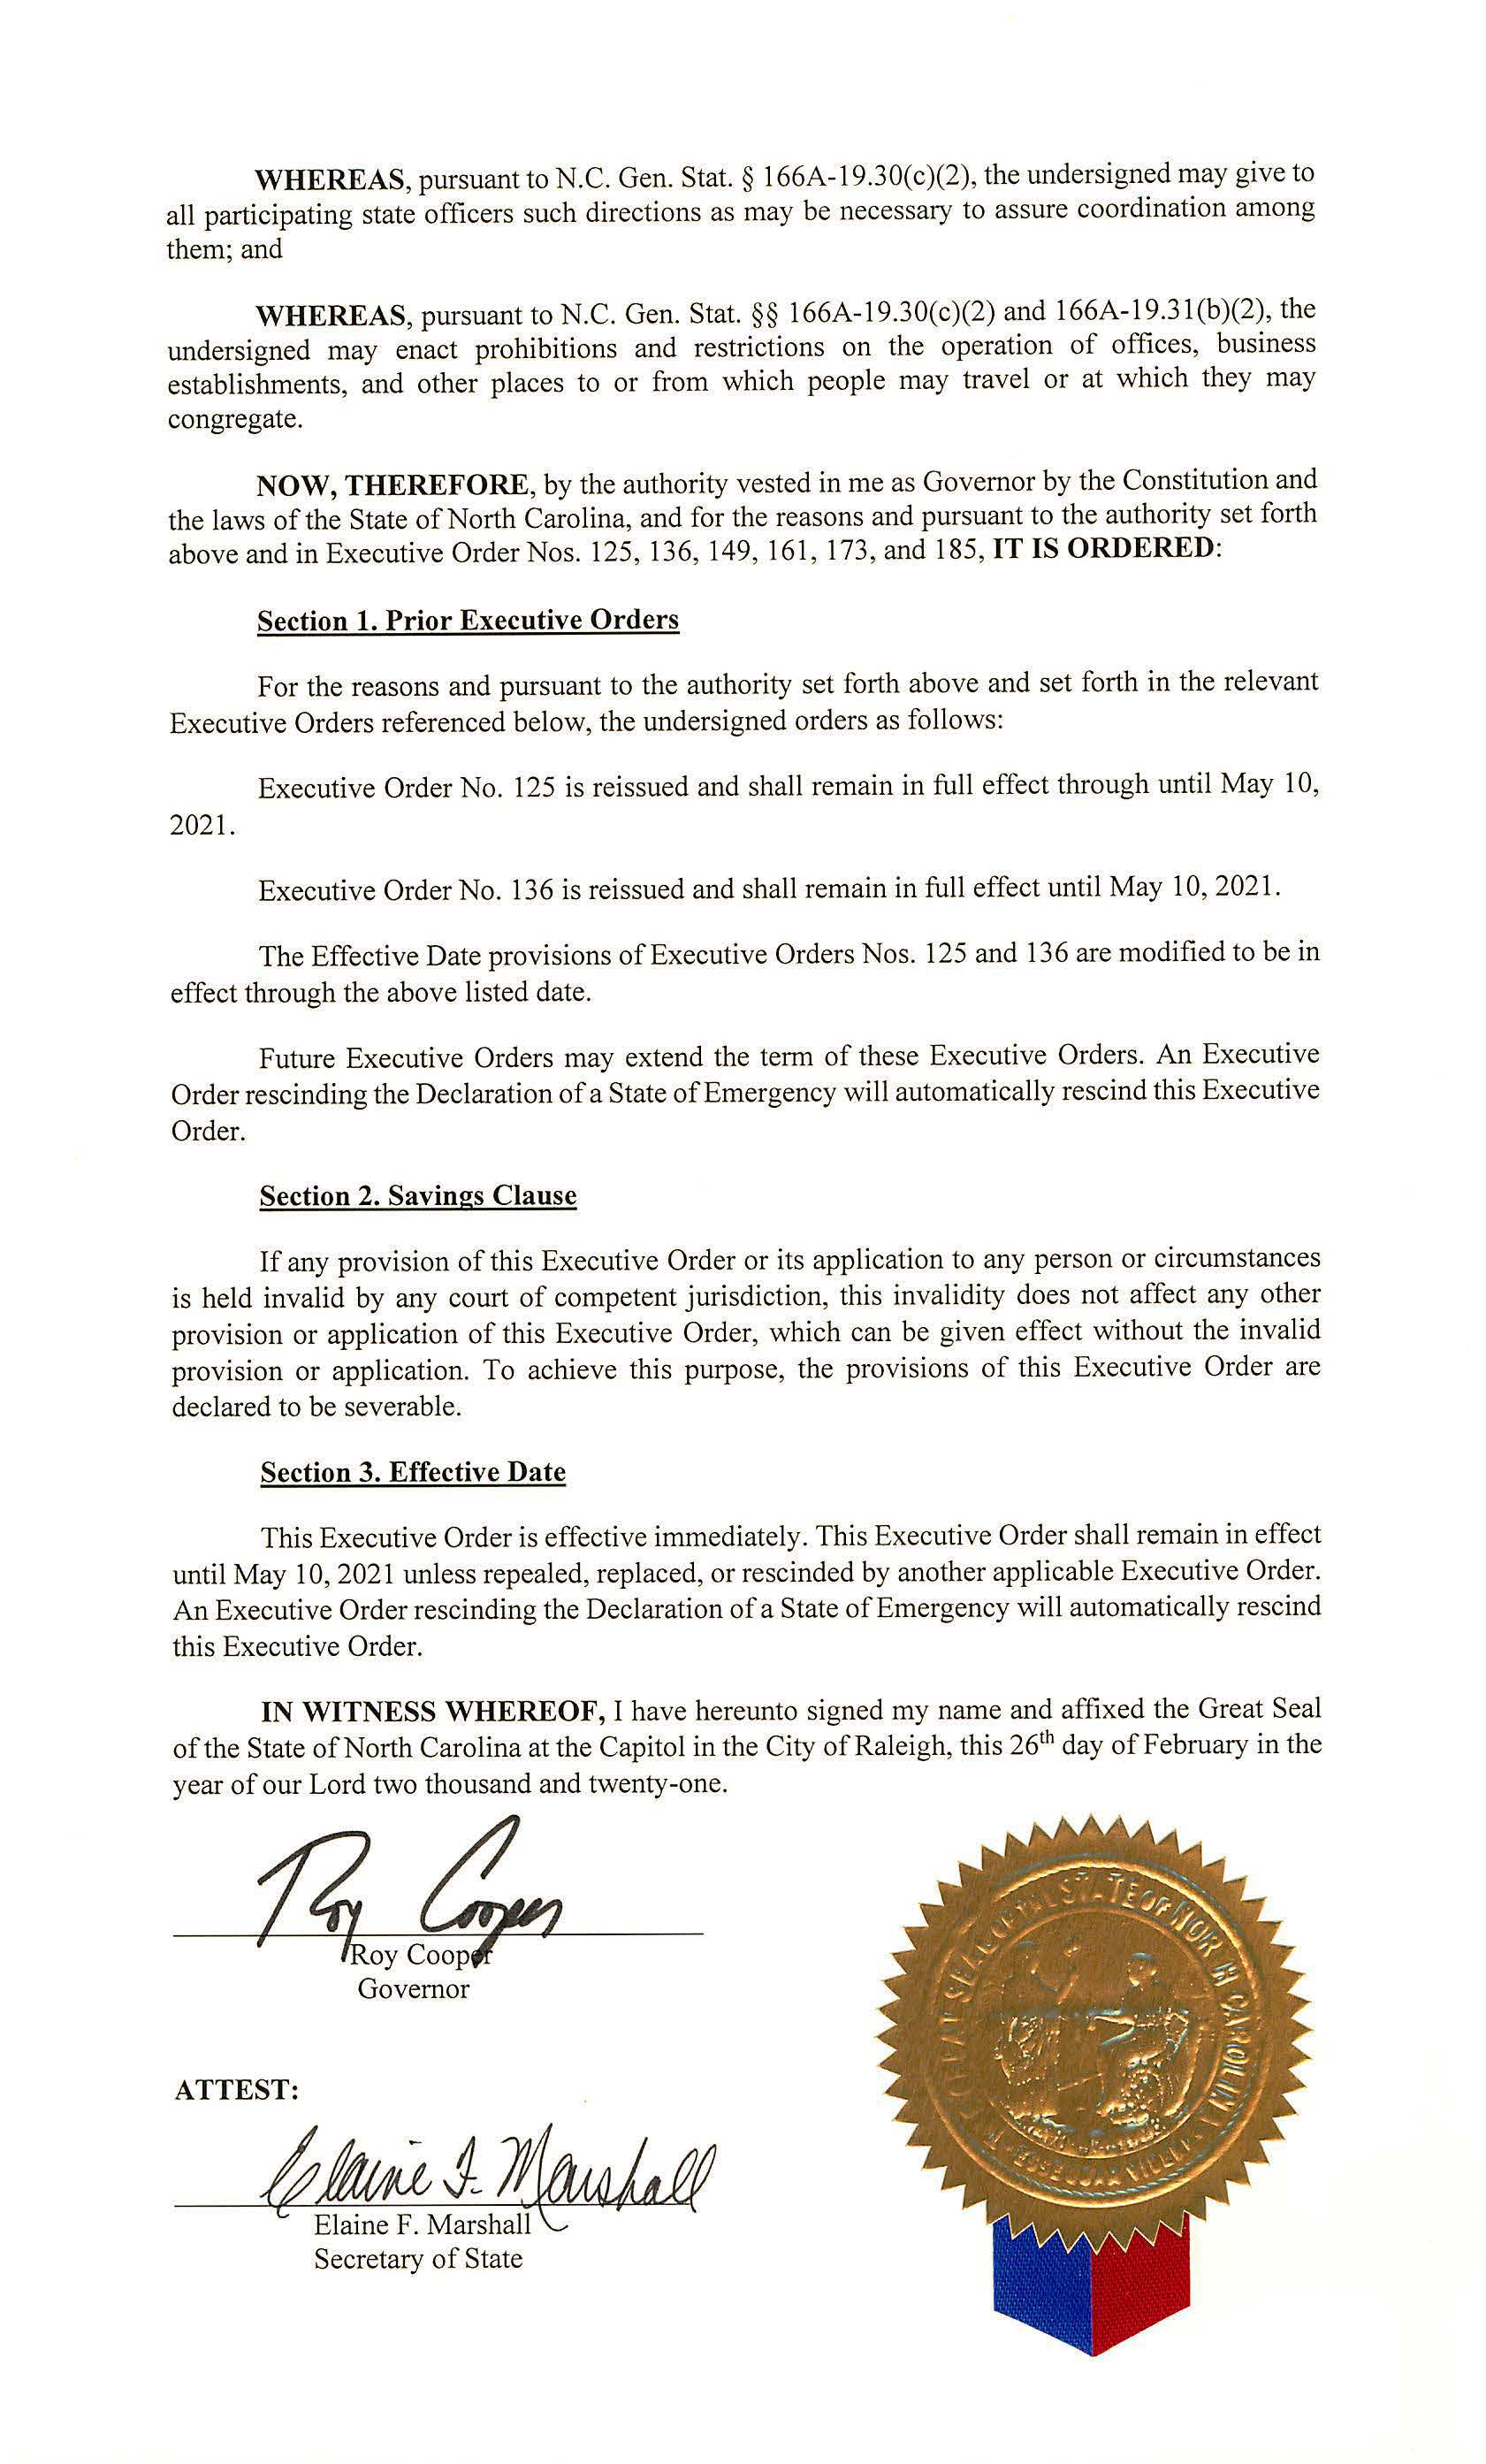 WHEREAS, pursuant to N.C. Gen. Stat. § 166A-19.30(c)(2), the undersigned may give to
all participating state officers such directions as may be necessary to assure coordination among
them; and
WHEREAS, pursuant to N.C. Gen. Stat. §§ 166A-19.30(c)(2) and 166A-19.31(b)(2), the
undersigned may enact prohibitions and restrictions on the operation of offices, business
establishments, and other places to or from which people may travel or at which they may
congregate.
NOW, THEREFORE, by the authority vested in me as Governor by the Constitution and
the laws of the State of North Carolina, and for the reasons and pursuant to the authority set forth
above and in Executive Order Nos. 125, 136, 149, 161, 173, and 185, IT IS ORDERED:
Section 1. Prior Executive Orders
For the reasons and pursuant to the authority set forth above and set forth in the relevant
Executive Orders referenced below, the undersigned orders as follows:
Executive Order No. 125 is reissued and shall remain in full effect through until May 10,
2021.
Executive Order No. 136 is reissued and shall remain in full effect until May 10, 2021.
The Effective Date provisions of Executive Orders Nos. 125 and 136 are modified to be in
effect through the above listed date.
Future Executive Orders may extend the term of these Executive Orders. An Executive
Order rescinding the Declaration of a State of Emergency will automatically rescind this Executive
Order.
Section 2. Savings Clause
If any provision of this Executive Order or its application to any person or circumstances
is held invalid by any court of competent jurisdiction, this invalidity does not affect any other
provision or application of this Executive Order, which can be given effect without the invalid
provision or application. To achieve this purpose, the provisions of this Executive Order are
declared to be severable.
Section 3. Effective Date
This Executive Order is effective immediately. This Executive Order shall remain in effect
until May 10, 2021 unless repealed, replaced, or rescinded by another applicable Executive Order.
An Executive Order rescinding the Declaration of a State of Emergency will automatically rescind
this Executive Order.
IN WITNESS WHEREOF, I have hereunto signed my name and affixed the Great Seal
of the State of North Carolina at the Capitol in the City of Raleigh, this 26th day of February in the
year of our Lord two thousand and twenty-one.
Roy Cooper
Roy Cooper
Governor
ATTEST:
Elaine F. Marshall
Elaine F. Marshall
Secretary of State
GREAT SEAL OF THE STATE OF NORTH CAROLINA
ESSE QUAM VIDERI